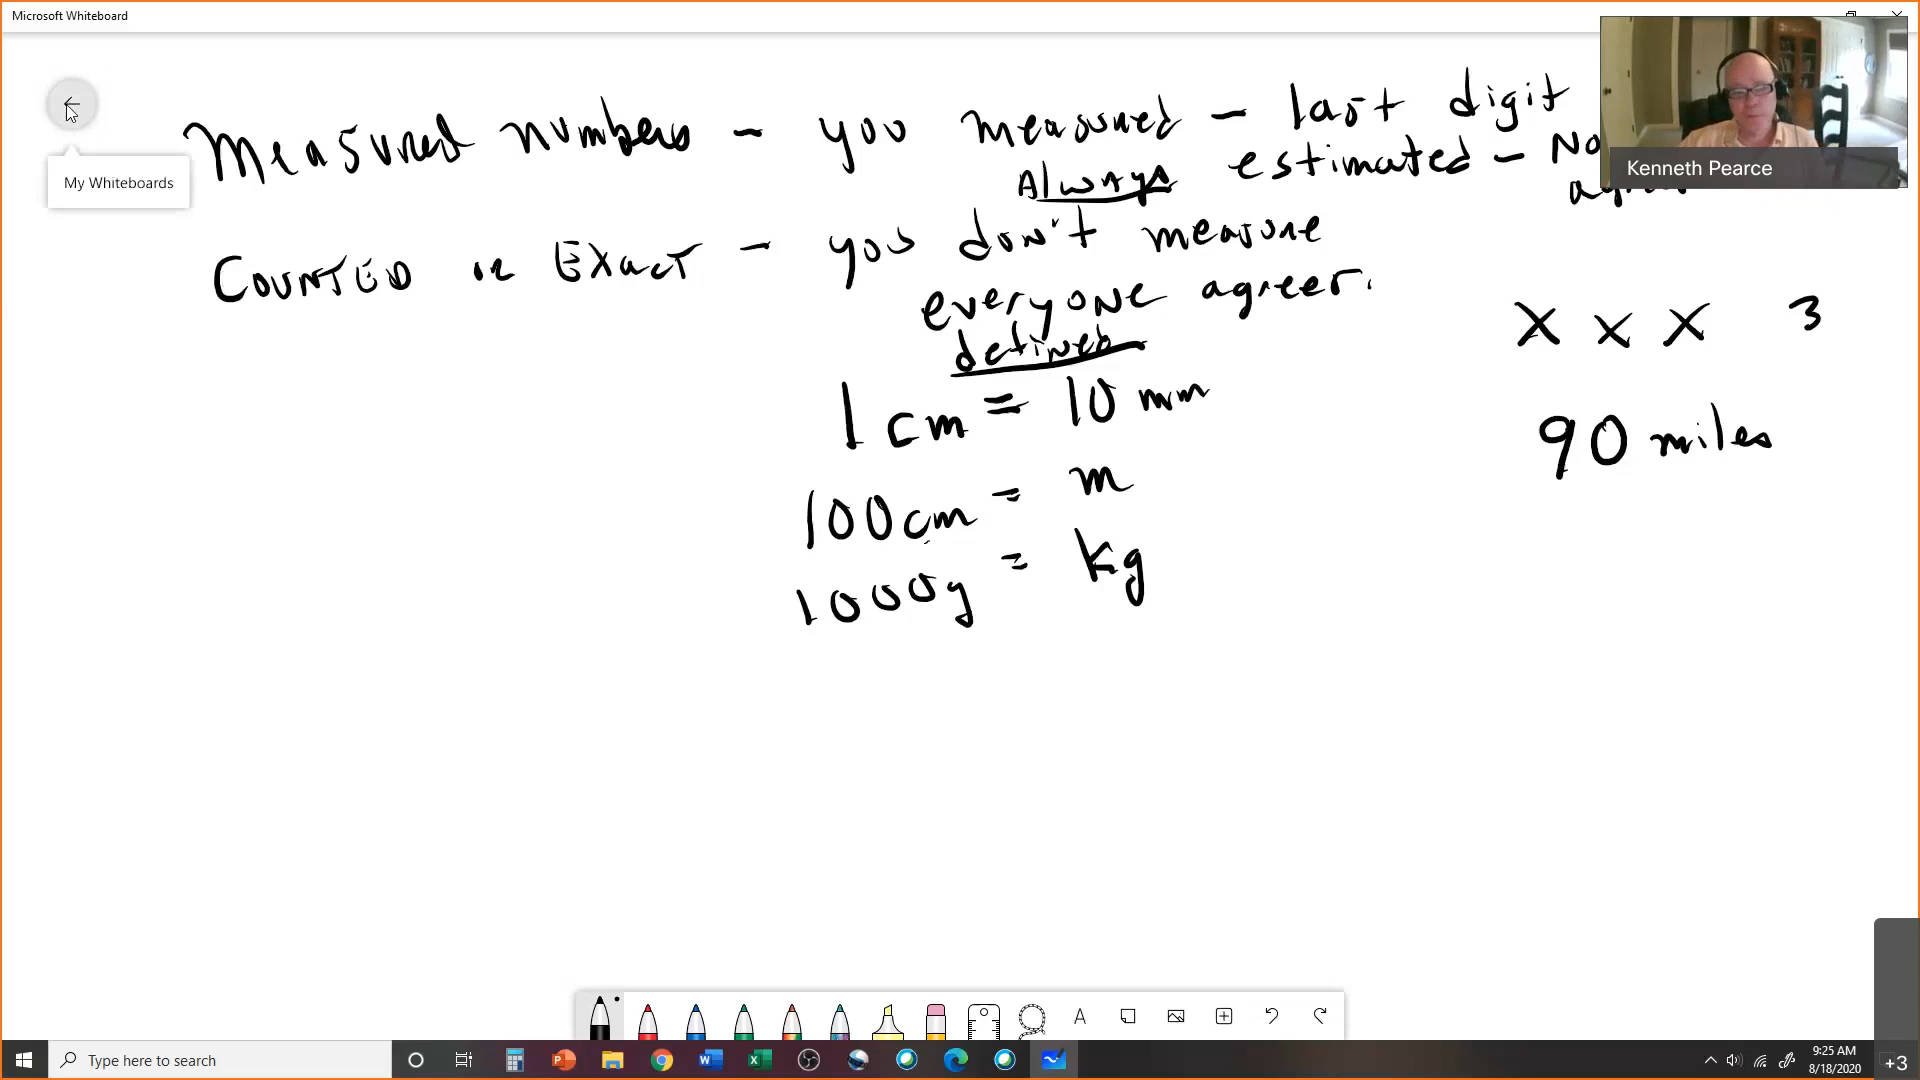 Microsoft Whiteboard
Measured numbers - you measured - last digit
Always estimated - No
Kenneth Pearce
My Whiteboards
COUNTED or EXACT - you don't measure
everyone agrees.
defined
X X X 3
1 cm = 10 mm
90 miles
100 cm = m
1000g = kg
Type here to search
9:25 AM
8/18/2020
+3